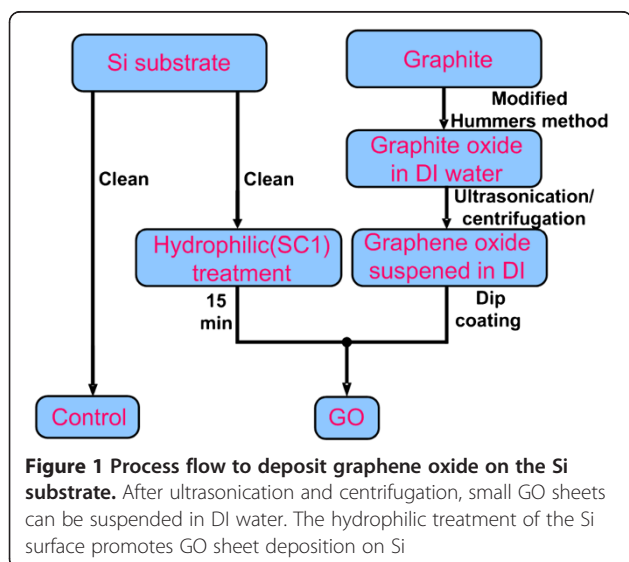 Si substrate
Graphite
Modified
Hummers method
Graphite oxide
in DI water
Clean
Clean
Ultrasonication/
centrifugation
Hydrophilic(SC1)
treatment
Graphene oxide
suspened in DI
15
min
Dip
coating
Control
GO
Figure 1 Process flow to deposit graphene oxide on the Si
substrate. After ultrasonication and centrifugation, small GO sheets
can be suspended in DI water. The hydrophilic treatment of the Si
surface promotes GO sheet deposition on Si